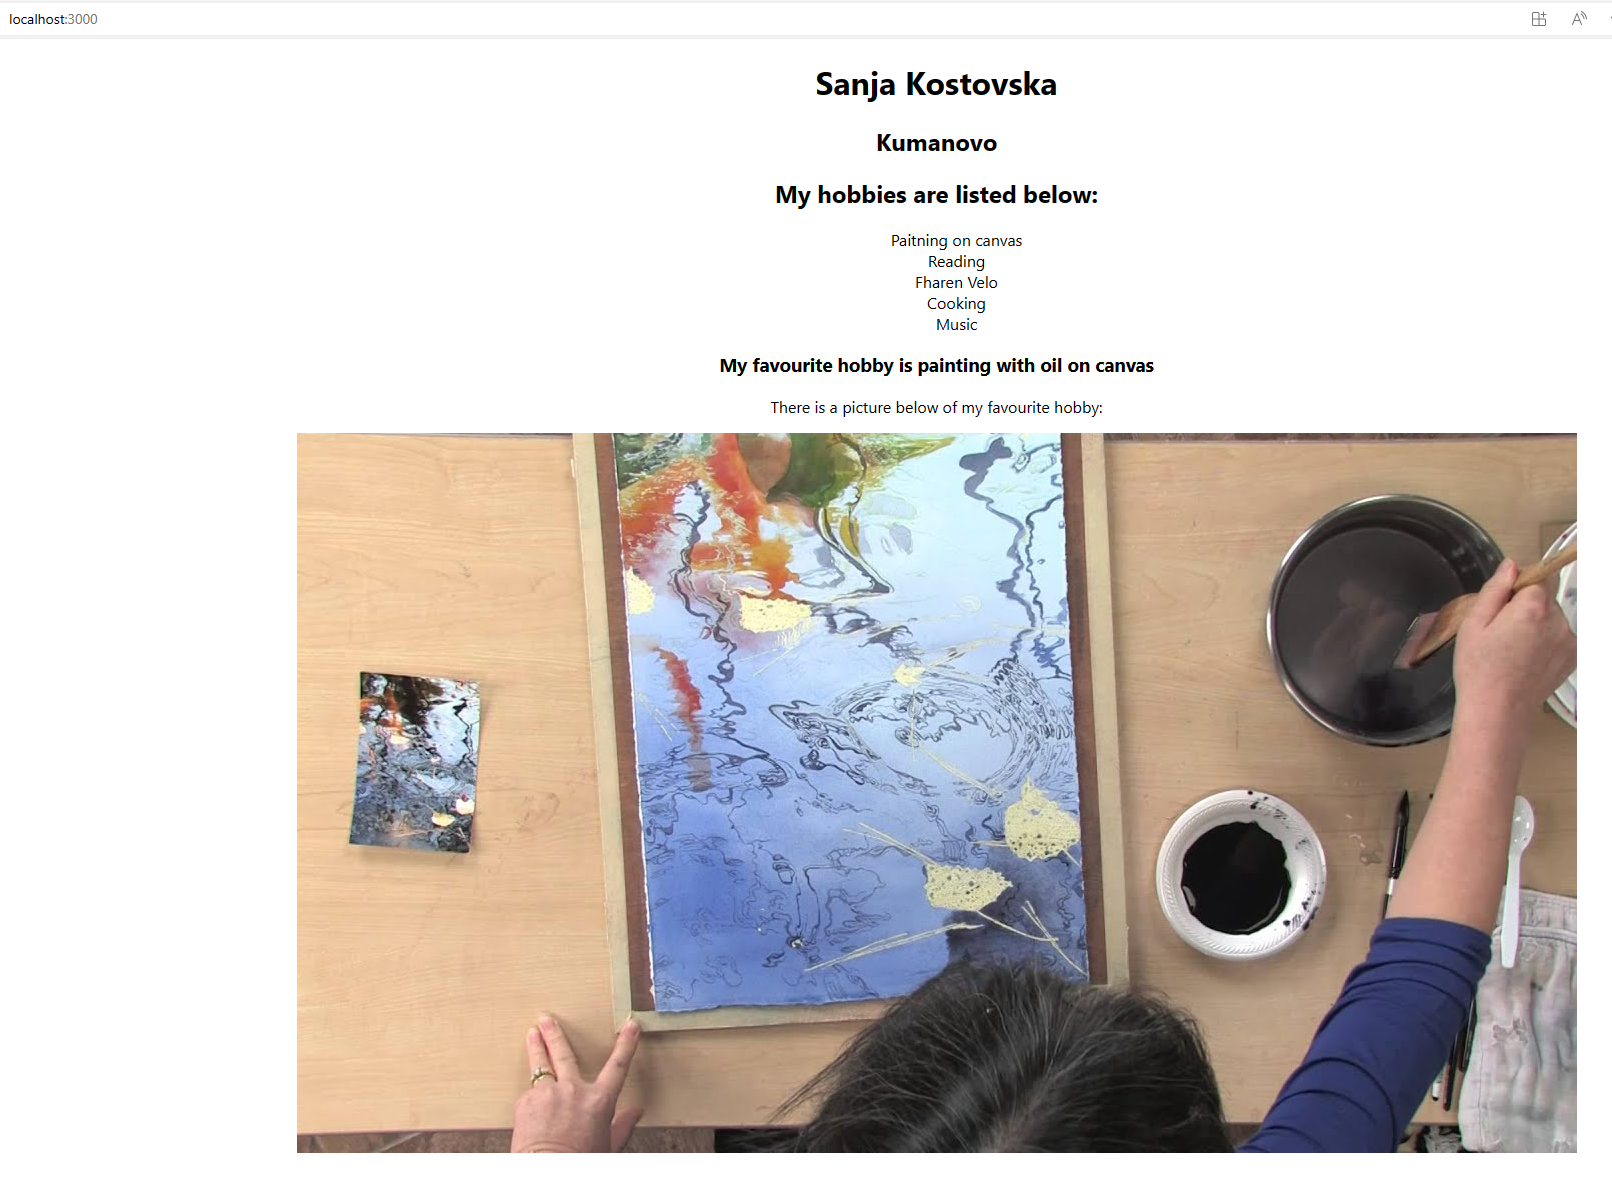 localhost:3000
Sanja Kostovska
Kumanovo
My hobbies are listed below:
Paitning on canvas
Reading
Fharen Velo
Cooking
Music
My favourite hobby is painting with oil on canvas
There is a picture below of my favourite hobby: